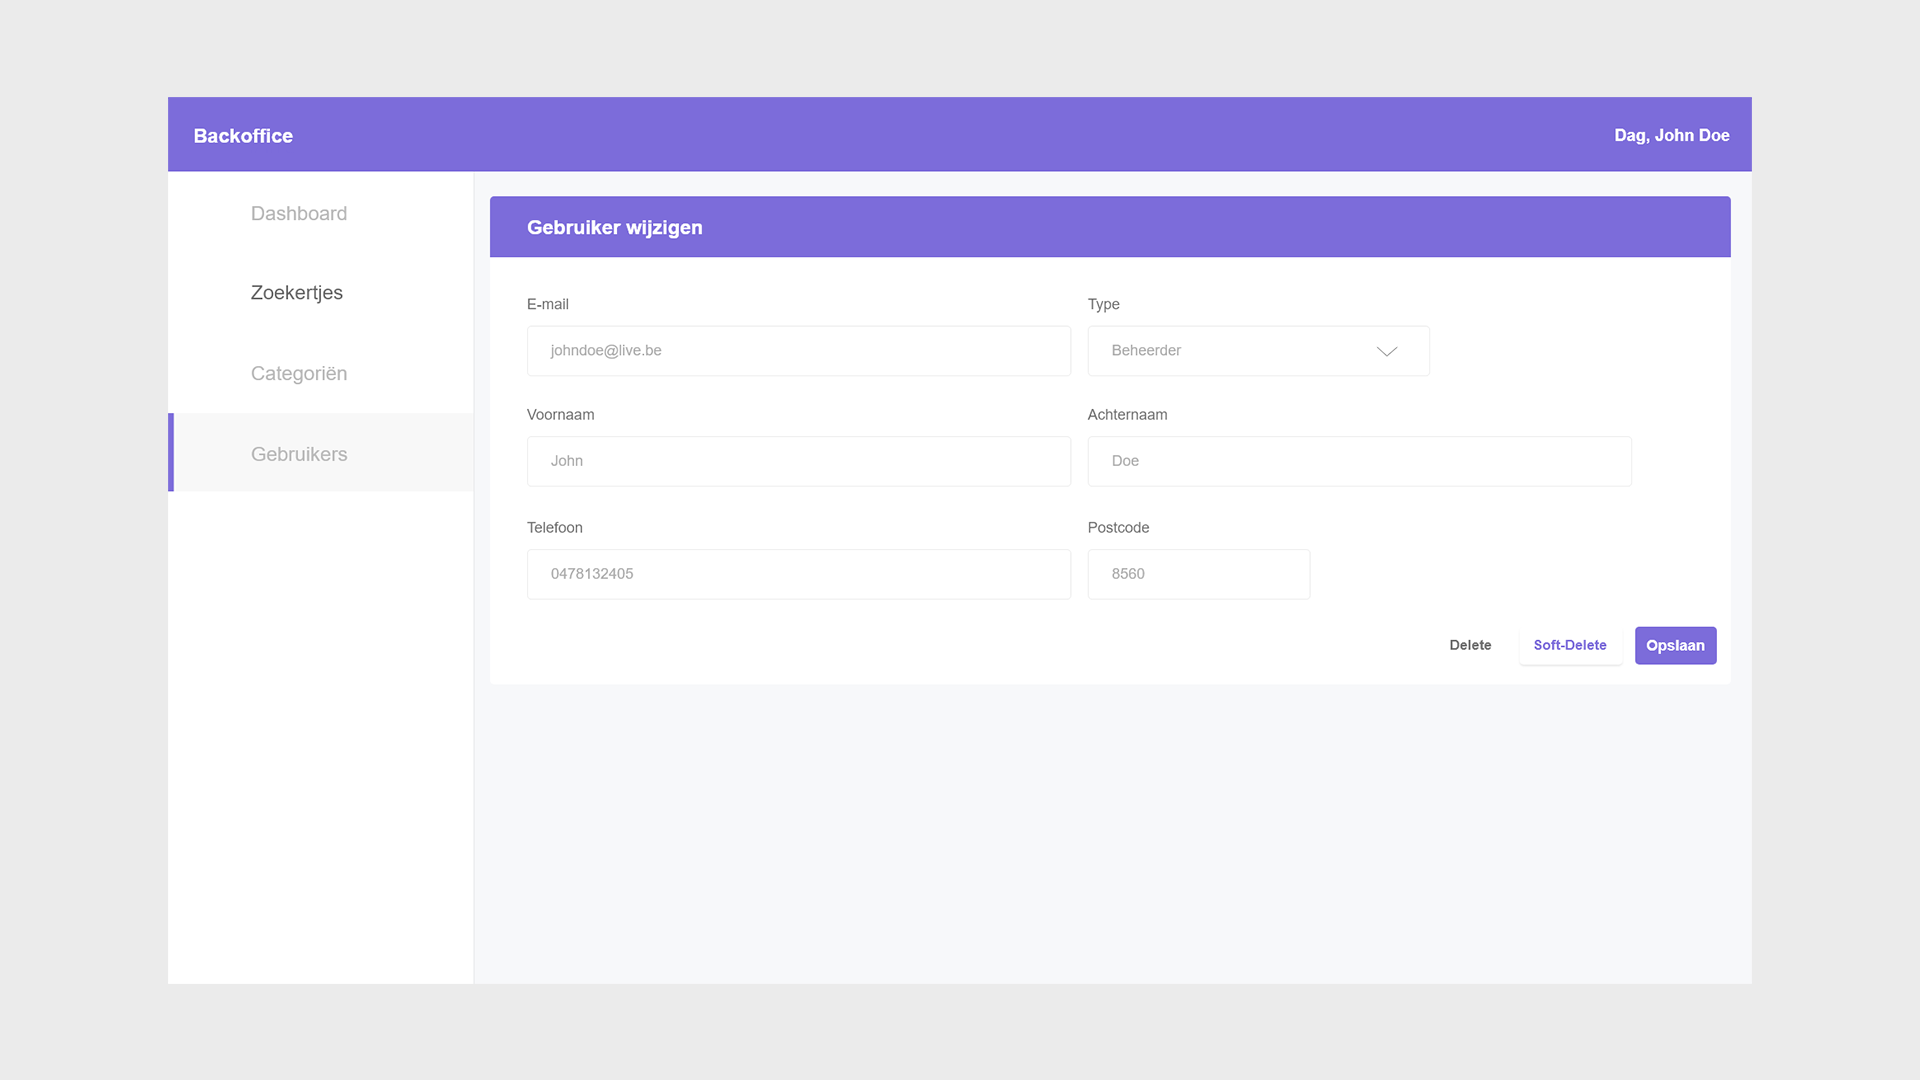 Backoffice
Dag, John Doe
Dashboard
Zoekertjes
Categoriën
Gebruikers
Gebruiker wijzigen
E-mail
johndoe@live.be
Type
Beheerder
Voornaam
John
Achternaam
Doe
Telefoon
0478132405
Postcode
8560
Delete
Soft-Delete
Opslaan